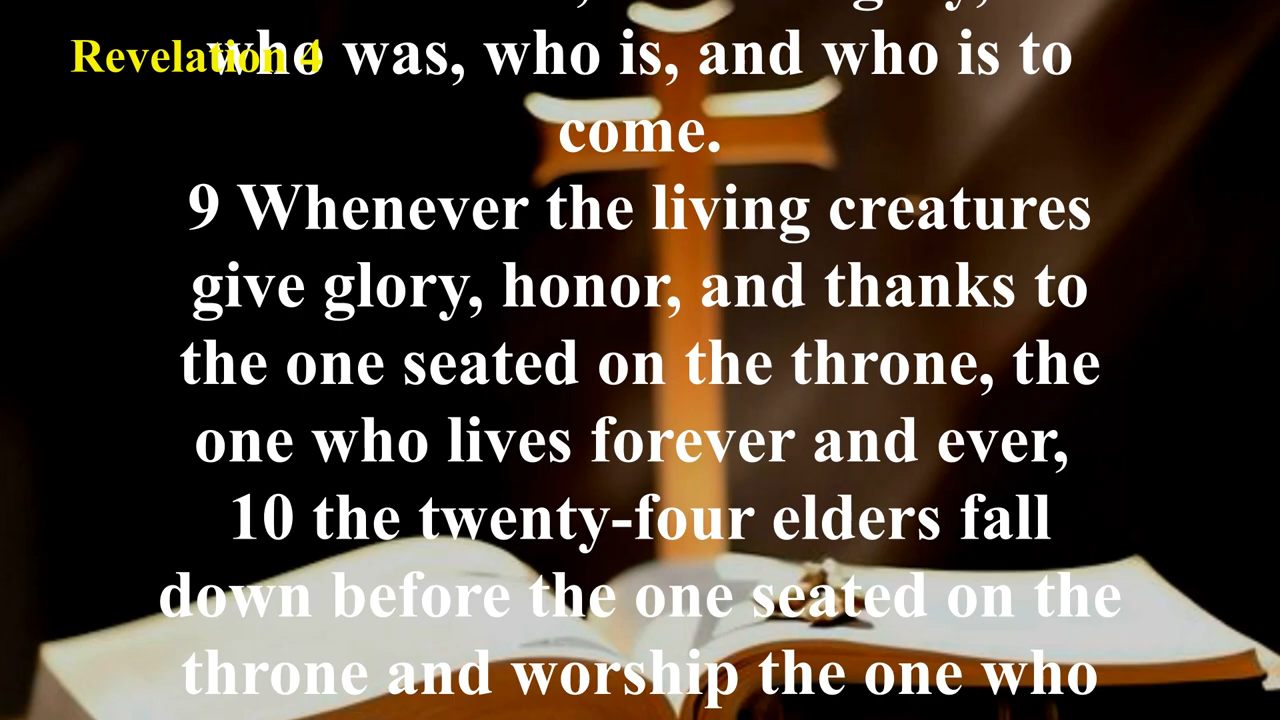 Revelation 4
who was, who is, and who is to
come.
9 Whenever the living creatures
give glory, honor, and thanks to
the one seated on the throne, the
one who lives forever and ever,
10 the twenty-four elders fall
down before the one seated on the
throne and worship the one who